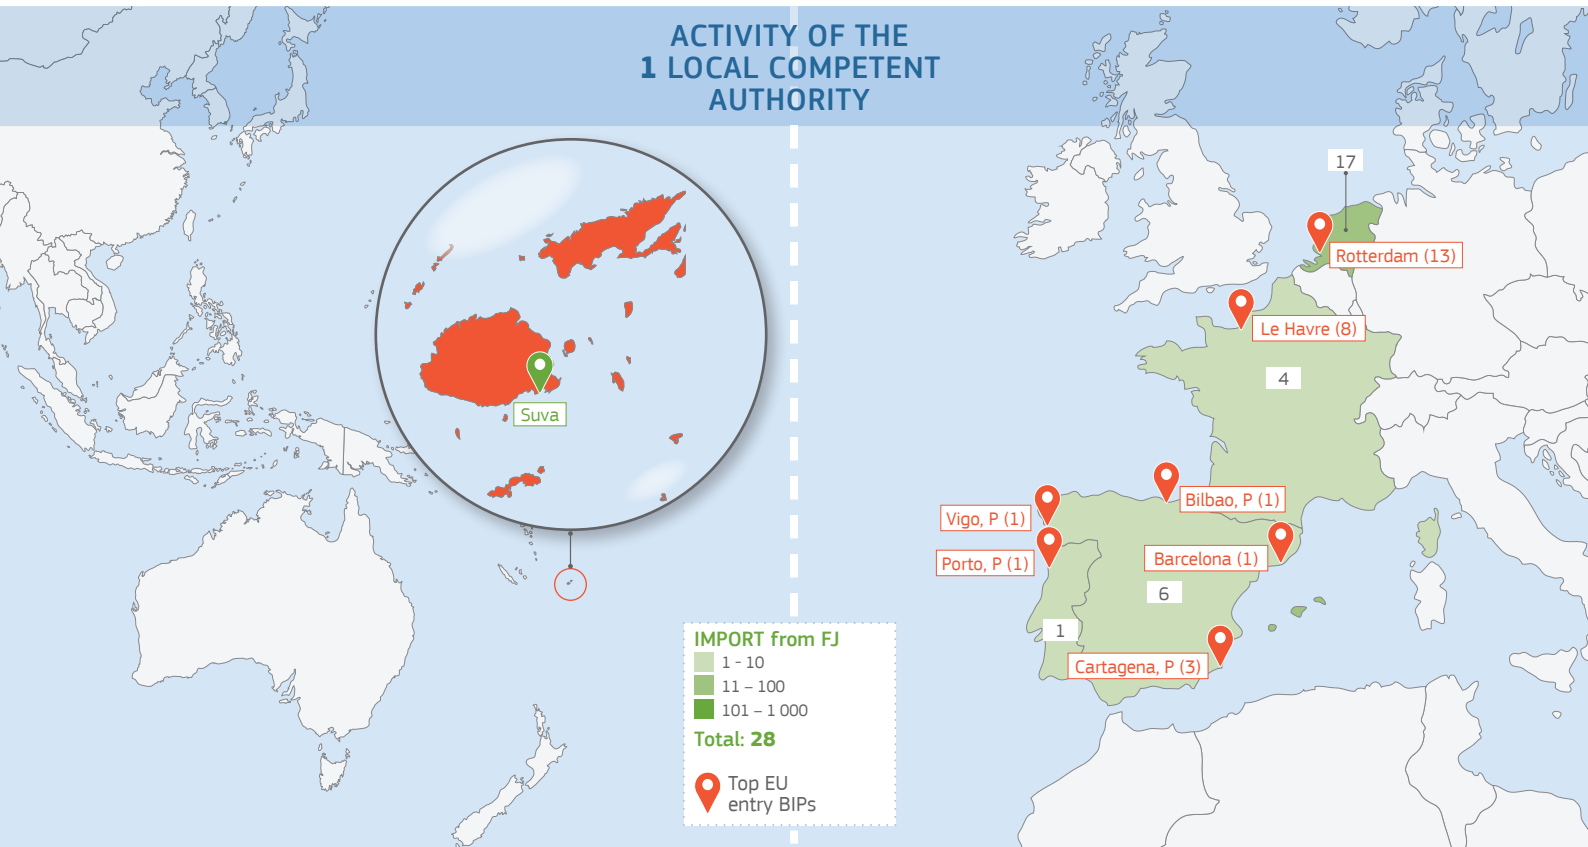 ACTIVITY OF THE
1 LOCAL COMPETENT
AUTHORITY
17
Rotterdam (13)
Le Havre (8)
4
Suva
Bilbao, P (1)
Vigo, P (1)
Barcelona (1)
Porto, P (1)
6
1
Cartagena, P (3)
IMPORT from FJ
1 - 10
11 – 100
101 – 1 000
Total: 28
Top EU
entry BIPs